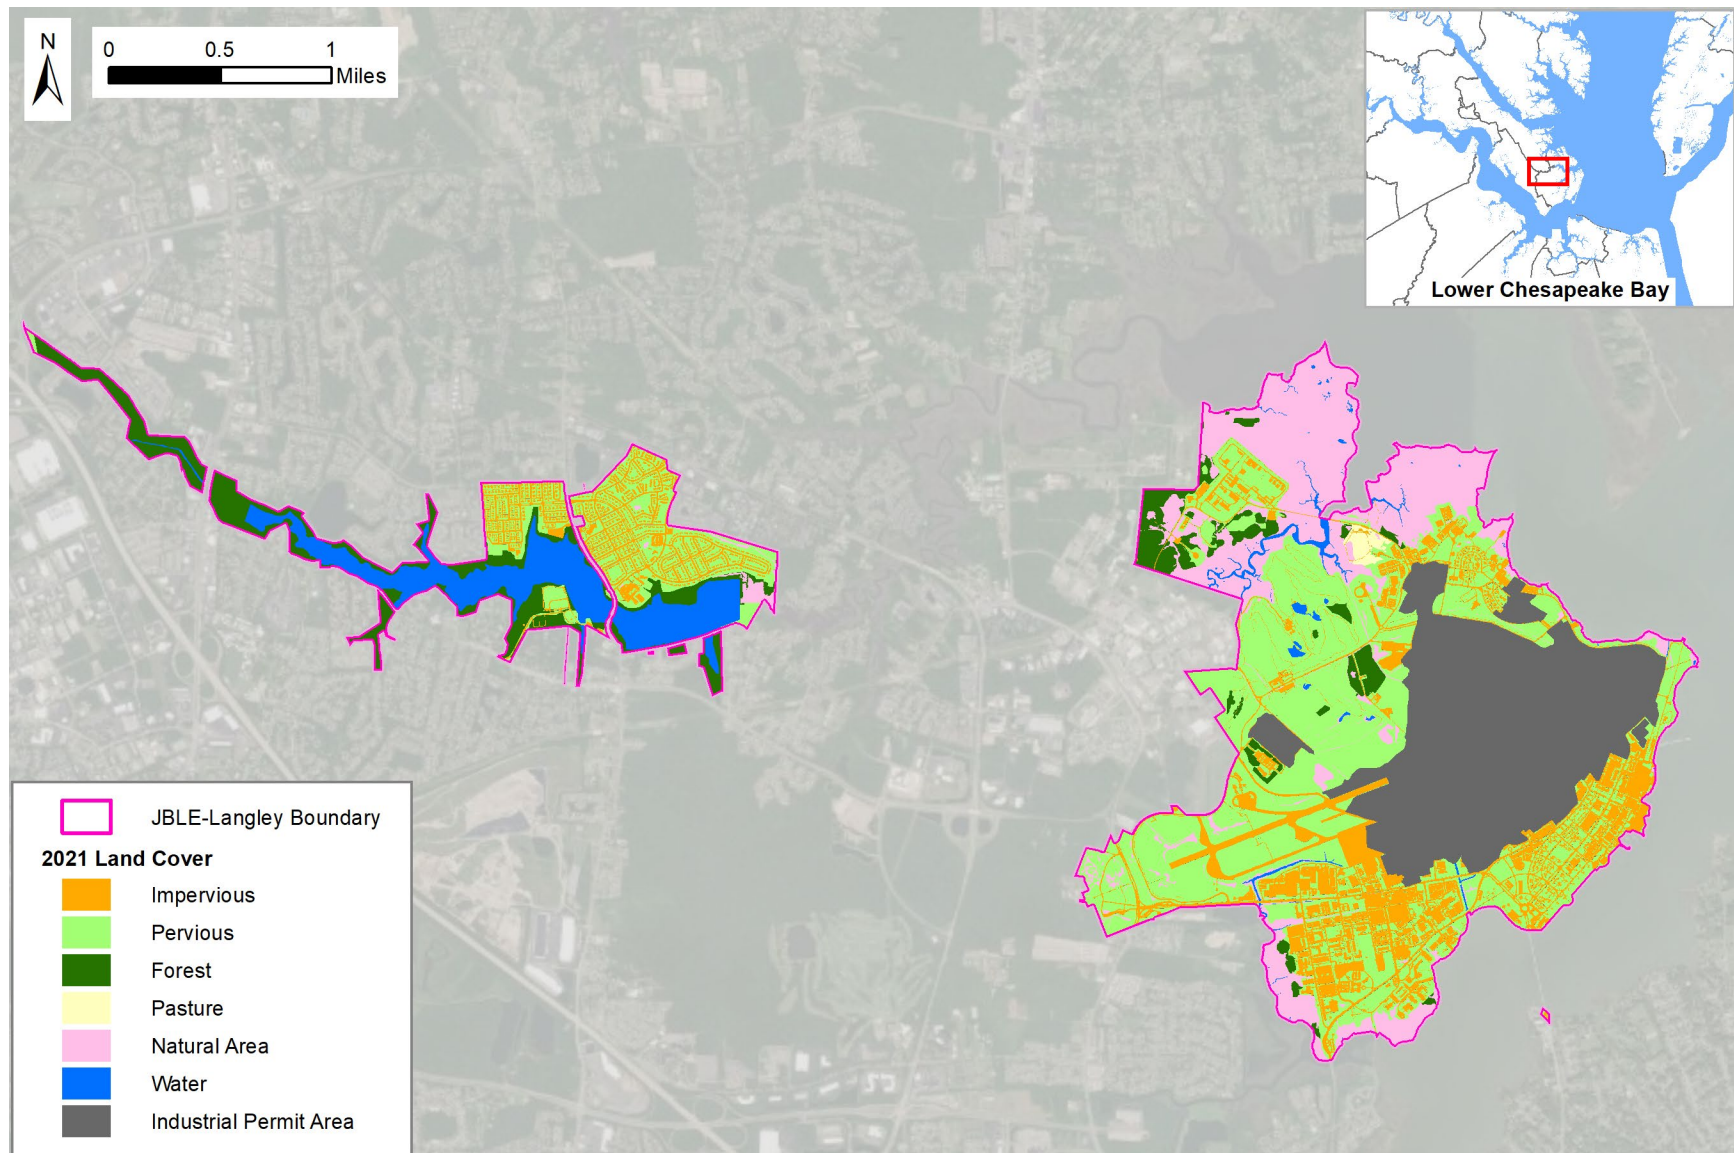 N
0 0.5 1
Miles
Lower Chesapeake Bay
JBLE-Langley Boundary
2021 Land Cover
Impervious
Pervious
Forest
Pasture
Natural Area
Water
Industrial Permit Area